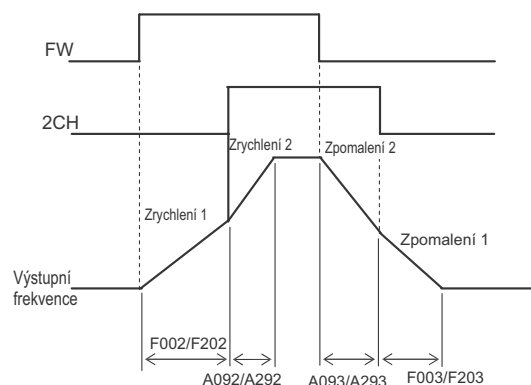 FW
2CH
Zrychlení 2
Zpomalení 2
Zrychlení 1
Zpomalení 1
Výstupní
frekvence
F002/F202
A092/A292
A093/A293
F003/F203